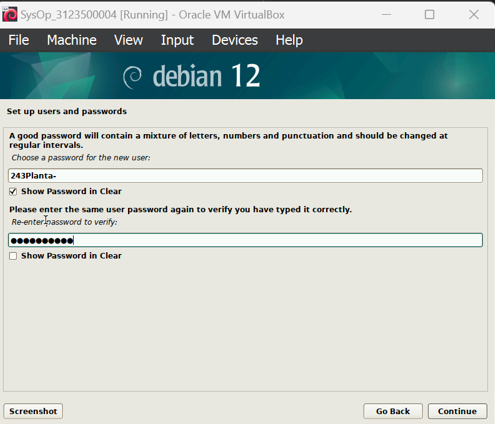 SysOp_3123500004 [Running] - Oracle VM VirtualBox
File Machine View Input Devices Help
debian 12
Set up users and passwords
A good password will contain a mixture of letters, numbers and punctuation and should be changed at
regular intervals.
Choose a password for the new user:
243Planta-
Show Password in Clear
Please enter the same user password again to verify you have typed it correctly.
Re-enter password to verify:
●●●●●●●●●●
Show Password in Clear
Screenshot Go Back Continue